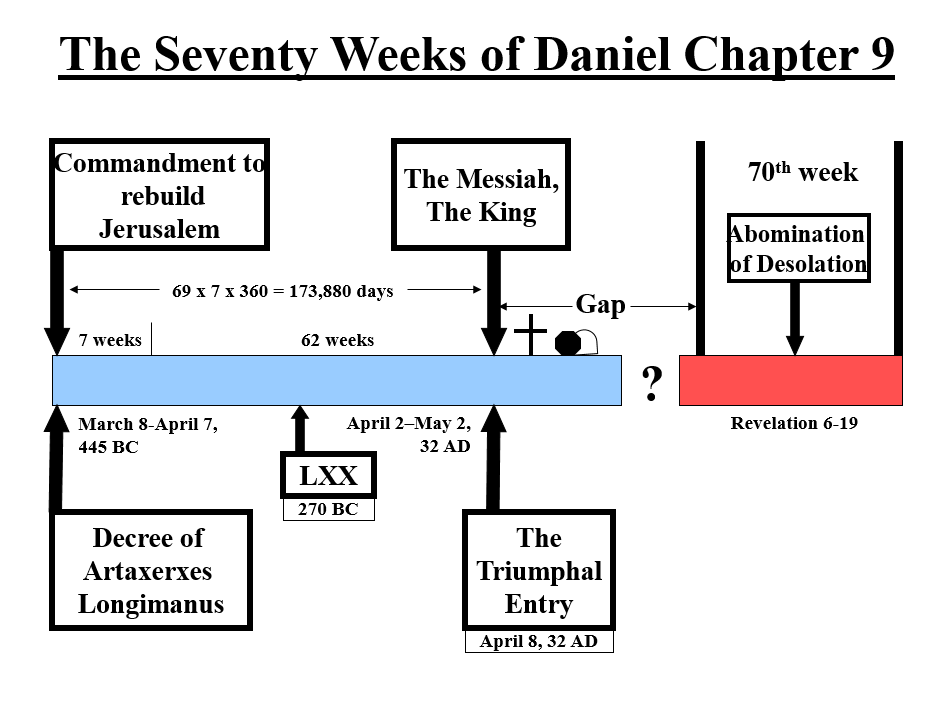 The Seventy Weeks of Daniel Chapter 9
Commandment to
rebuild
Jerusalem
The Messiah,
The King
70th week
Abomination
of Desolation
69 x 7 x 360 = 173,880 days
Gap
7 weeks
62 weeks
?
March 8-April 7,
445 BC
April 2–May 2,
32 AD
Revelation 6-19
LXX
270 BC
Decree of
Artaxerxes
Longimanus
The
Triumphal
Entry
April 8, 32 AD